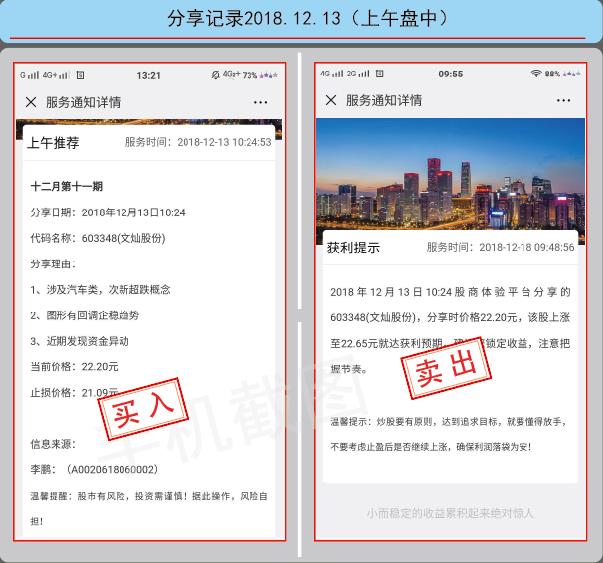 分享记录2018.12.13（上午盘中）
G 4G+ 13:21 4G2+ 73%
服务通知详情
上午推荐 服务时间：2018-12-13 10:24:53
十二月第十一期
分享日期：2018年12月13日10:24
代码名称：603348(文灿股份)
分享理由：
1、涉及汽车类，次新超跌概念
2、图形有回调企稳趋势
3、近期发现资金异动
当前价格：22.20元
止损价格：21.09元
买入
信息来源：
李鹏：（A0020618060002）
温馨提醒：股市有风险，投资需谨慎！据此操作，风险自
担！
4G 2G 09:55 88%
服务通知详情
获利提示 服务时间：2018-12-18 09:48:56
2018年12月13日10:24股商体验平台分享的
603348(文灿股份)，分享时价格22.20元，该股上涨
至22.65元就达获利预期，建 锁定收益，注意把
握节奏。
卖出
温馨提示：炒股要有原则，达到追求目标，就要懂得放手，
不要考虑止盈后是否继续上涨，确保利润落袋为安！
小而稳定的收益累积起来绝对惊人
手机截图